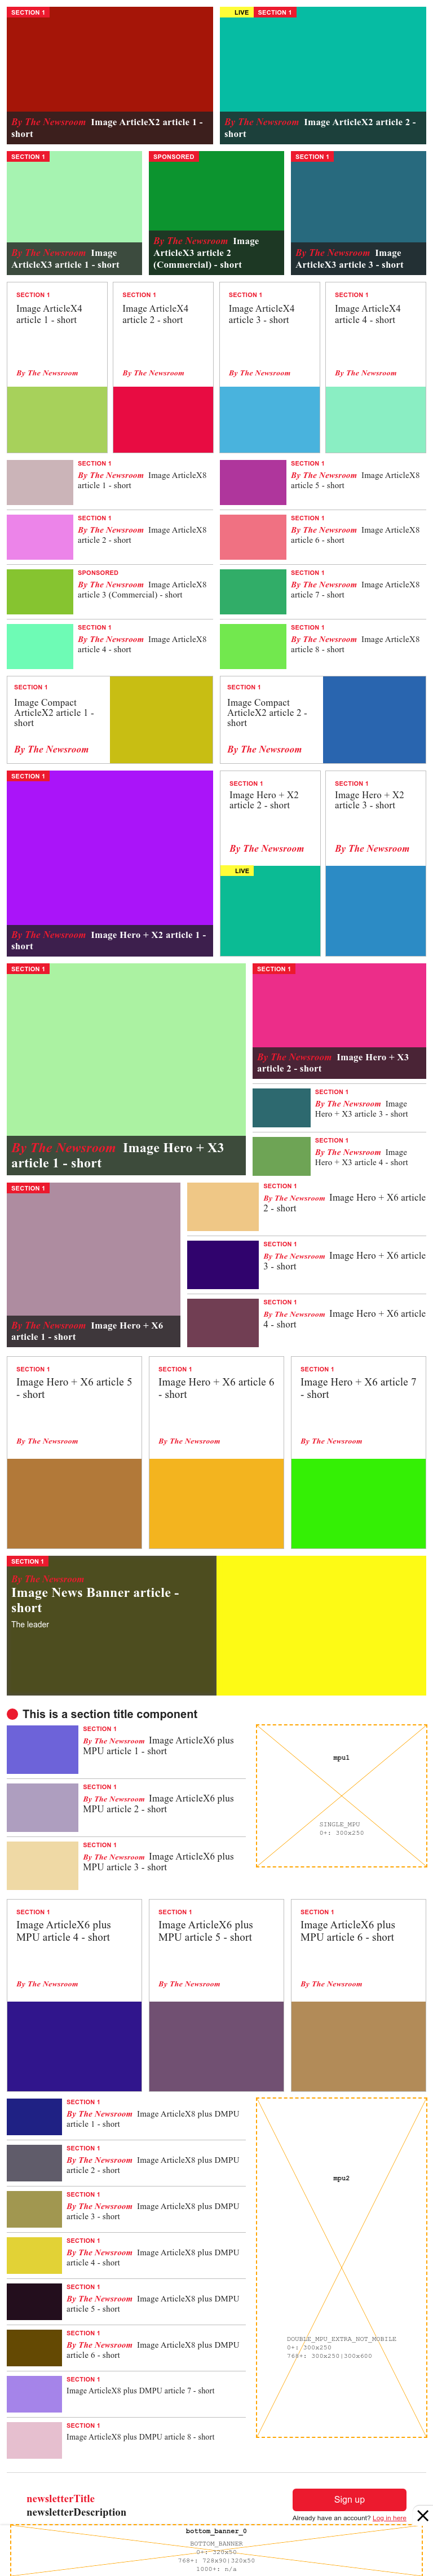 SECTION 1
By The Newsroom Image ArticleX2 article 1 -
short
LIVE SECTION 1
By The Newsroom Image ArticleX2 article 2 -
short
SECTION 1
By The Newsroom Image
ArticleX3 article 1 - short
SPONSORED
By The Newsroom Image
ArticleX3 article 2
(Commercial) - short
SECTION 1
By The Newsroom Image
ArticleX3 article 3 - short
SECTION 1
Image ArticleX4
article 1 - short
By The Newsroom
SECTION 1
Image ArticleX4
article 2 - short
By The Newsroom
SECTION 1
Image ArticleX4
article 3 - short
By The Newsroom
SECTION 1
Image ArticleX4
article 4 - short
By The Newsroom
SECTION 1
By The Newsroom Image ArticleX8
article 1 - short
SECTION 1
By The Newsroom Image ArticleX8
article 2 - short
SPONSORED
By The Newsroom Image ArticleX8
article 3 (Commercial) - short
SECTION 1
By The Newsroom Image ArticleX8
article 4 - short
SECTION 1
By The Newsroom Image ArticleX8
article 5 - short
SECTION 1
By The Newsroom Image ArticleX8
article 6 - short
SECTION 1
By The Newsroom Image ArticleX8
article 7 - short
SECTION 1
By The Newsroom Image ArticleX8
article 8 - short
SECTION 1
Image Compact
ArticleX2 article 1 -
short
By The Newsroom
SECTION 1
Image Compact
ArticleX2 article 2 -
short
By The Newsroom
SECTION 1
By The Newsroom Image Hero + X2 article 1 -
short
SECTION 1
Image Hero + X2
article 2 - short
By The Newsroom
LIVE
SECTION 1
Image Hero + X2
article 3 - short
By The Newsroom
SECTION 1
By The Newsroom Image Hero + X3
article 1 - short
SECTION 1
By The Newsroom Image Hero + X3
article 2 - short
SECTION 1
By The Newsroom Image
Hero + X3 article 3 - short
SECTION 1
By The Newsroom Image
Hero + X3 article 4 - short
SECTION 1
By The Newsroom Image Hero + X6
article 1 - short
SECTION 1
By The Newsroom Image Hero + X6 article
2 - short
SECTION 1
By The Newsroom Image Hero + X6 article
3 - short
SECTION 1
By The Newsroom Image Hero + X6 article
4 - short
SECTION 1
Image Hero + X6 article 5
- short
By The Newsroom
SECTION 1
Image Hero + X6 article 6
- short
By The Newsroom
SECTION 1
Image Hero + X6 article 7
- short
By The Newsroom
SECTION 1
By The Newsroom
Image News Banner article -
short
The leader
This is a section title component
SECTION 1
By The Newsroom Image ArticleX6 plus
MPU article 1 - short
SECTION 1
By The Newsroom Image ArticleX6 plus
MPU article 2 - short
SECTION 1
By The Newsroom Image ArticleX6 plus
MPU article 3 - short
mpu1
SINGLE_MPU
0+: 300x250
SECTION 1
Image ArticleX6 plus
MPU article 4 - short
By The Newsroom
SECTION 1
Image ArticleX6 plus
MPU article 5 - short
By The Newsroom
SECTION 1
Image ArticleX6 plus
MPU article 6 - short
By The Newsroom
SECTION 1
By The Newsroom Image ArticleX8 plus DMPU
article 1 - short
SECTION 1
By The Newsroom Image ArticleX8 plus DMPU
article 2 - short
SECTION 1
By The Newsroom Image ArticleX8 plus DMPU
article 3 - short
SECTION 1
By The Newsroom Image ArticleX8 plus DMPU
article 4 - short
SECTION 1
By The Newsroom Image ArticleX8 plus DMPU
article 5 - short
SECTION 1
By The Newsroom Image ArticleX8 plus DMPU
article 6 - short
SECTION 1
Image ArticleX8 plus DMPU article 7 - short
SECTION 1
Image ArticleX8 plus DMPU article 8 - short
mpu2
DOUBLE_MPU_EXTRA_NOT_MOBILE
0+: 300x250
768+: 300x250|300x600
newsletterTitle
newsletterDescription
Sign up
Already have an account? Log in here
bottom_banner_0
BOTTOM_BANNER
0+: 320x50
768+: 728x90|320x50
1000+: n/a